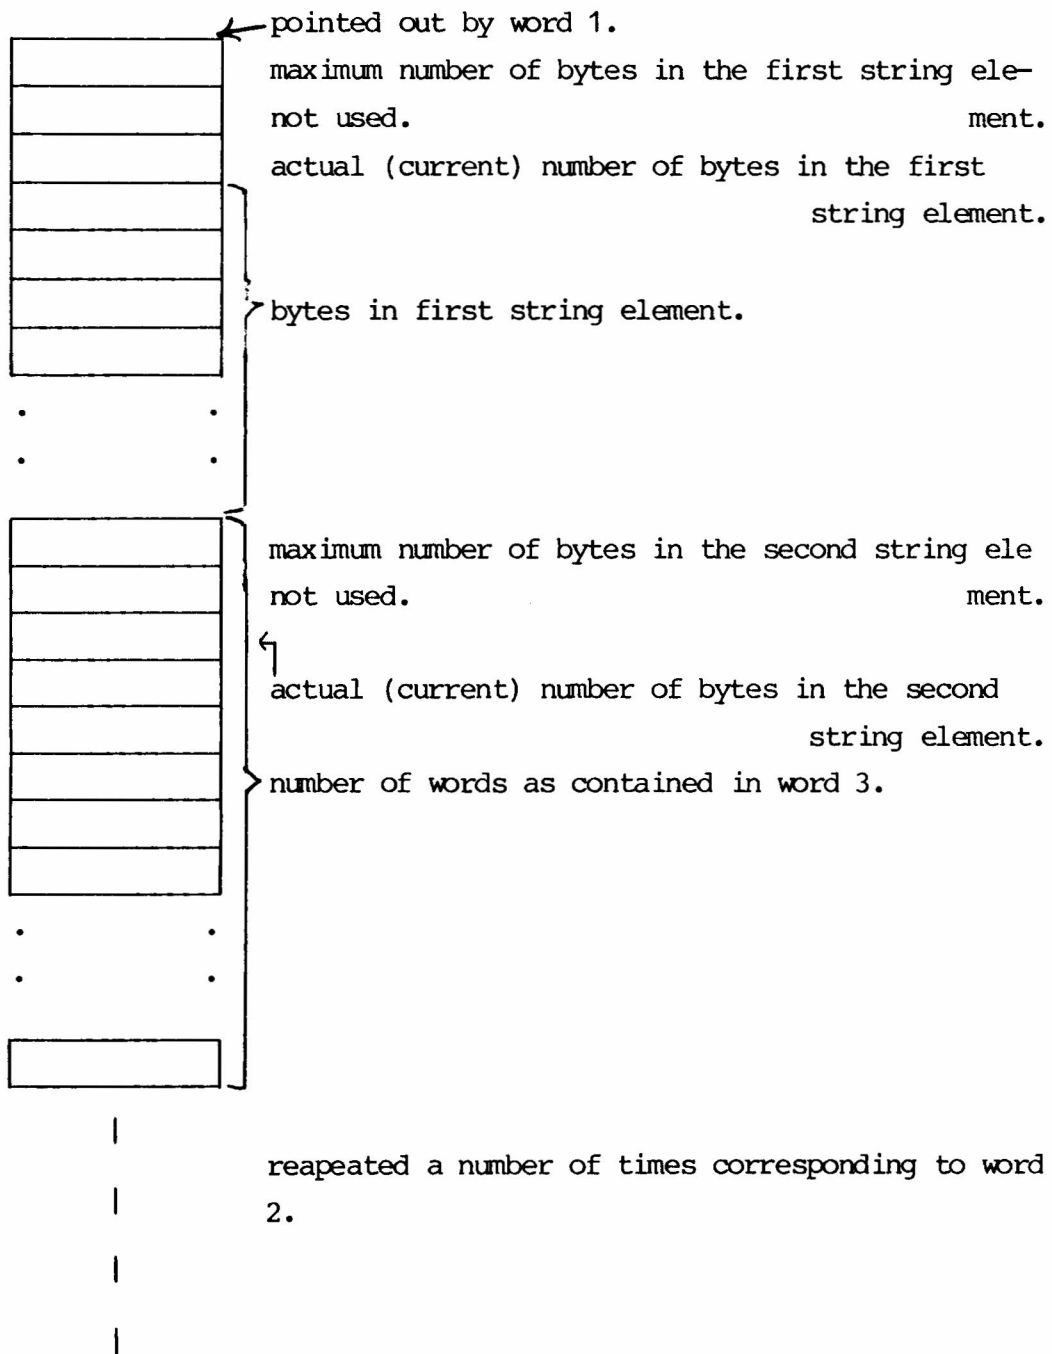 pointed out by word 1.
maximum number of bytes in the first string ele-
not used. ment.
actual (current) number of bytes in the first
string element.
bytes in first string element.
maximum number of bytes in the second string ele
not used. ment.
actual (current) number of bytes in the second
string element.
number of words as contained in word 3.
reapeated a number of times corresponding to word
2.